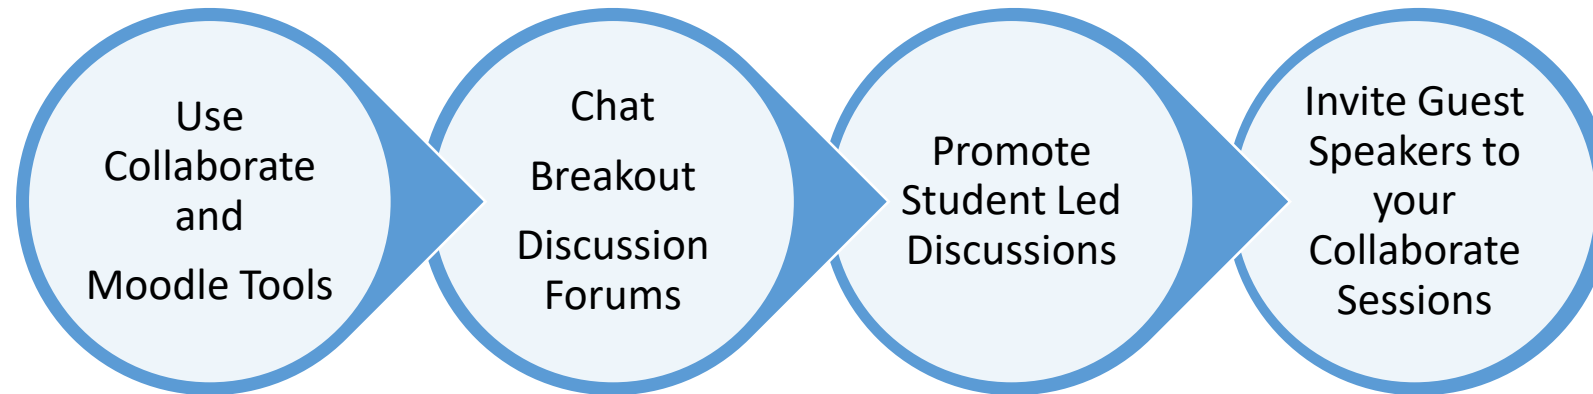 Use
Collaborate
and
Moodle Tools
Chat
Breakout
Discussion
Forums
Promote
Student Led
Discussions
Invite Guest
Speakers to
your
Collaborate
Sessions